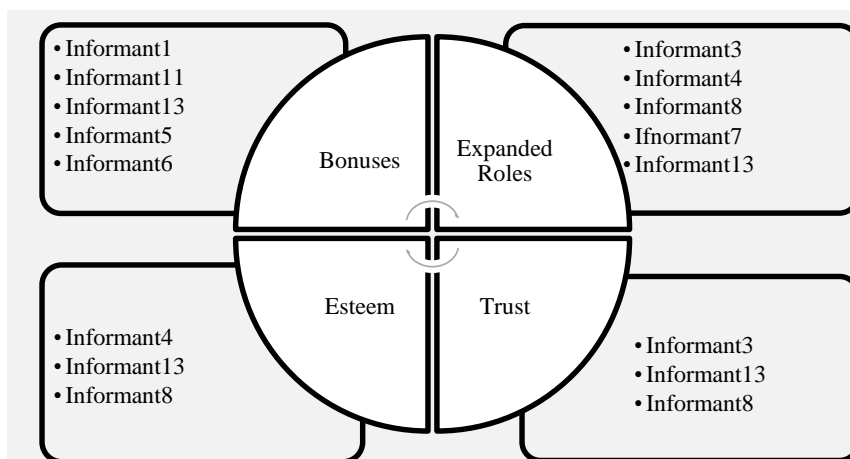 • Informant1
• Informant11
• Informant13
• Informant5
• Informant6
Bonuses
Expanded
Roles
• Informant3
• Informant4
• Informant8
• Ifnormant7
• Informant13
• Informant4
• Informant13
• Informant8
Esteem
Trust
• Informant3
• Informant13
• Informant8